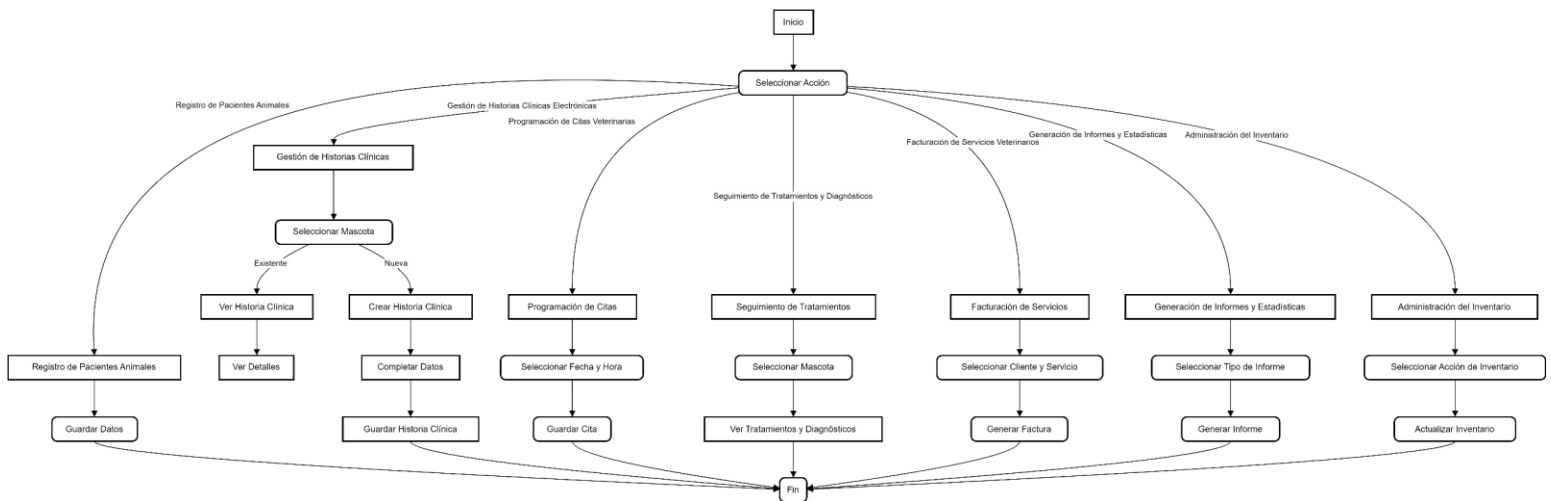 Inicio
Seleccionar Acción
Registro de Pacientes Animales
Gestión de Historias Clínicas Electrónicas
Programación de Citas Veterinarias
Seguimiento de Tratamientos y Diagnósticos
Facturación de Servicios Veterinarios
Generación de Informes y Estadísticas
Administración del Inventario
Gestión de Historias Clínicas
Seleccionar Mascota
Existente
Nueva
Ver Historia Clínica
Crear Historia Clínica
Programación de Citas
Seguimiento de Tratamientos
Facturación de Servicios
Generación de Informes y Estadísticas
Administración del Inventario
Registro de Pacientes Animales
Ver Detalles
Completar Datos
Seleccionar Fecha y Hora
Seleccionar Mascota
Seleccionar Cliente y Servicio
Seleccionar Tipo de Informe
Seleccionar Acción de Inventario
Guardar Datos
Guardar Historia Clínica
Guardar Cita
Ver Tratamientos y Diagnósticos
Generar Factura
Generar Informe
Actualizar Inventario
Fin